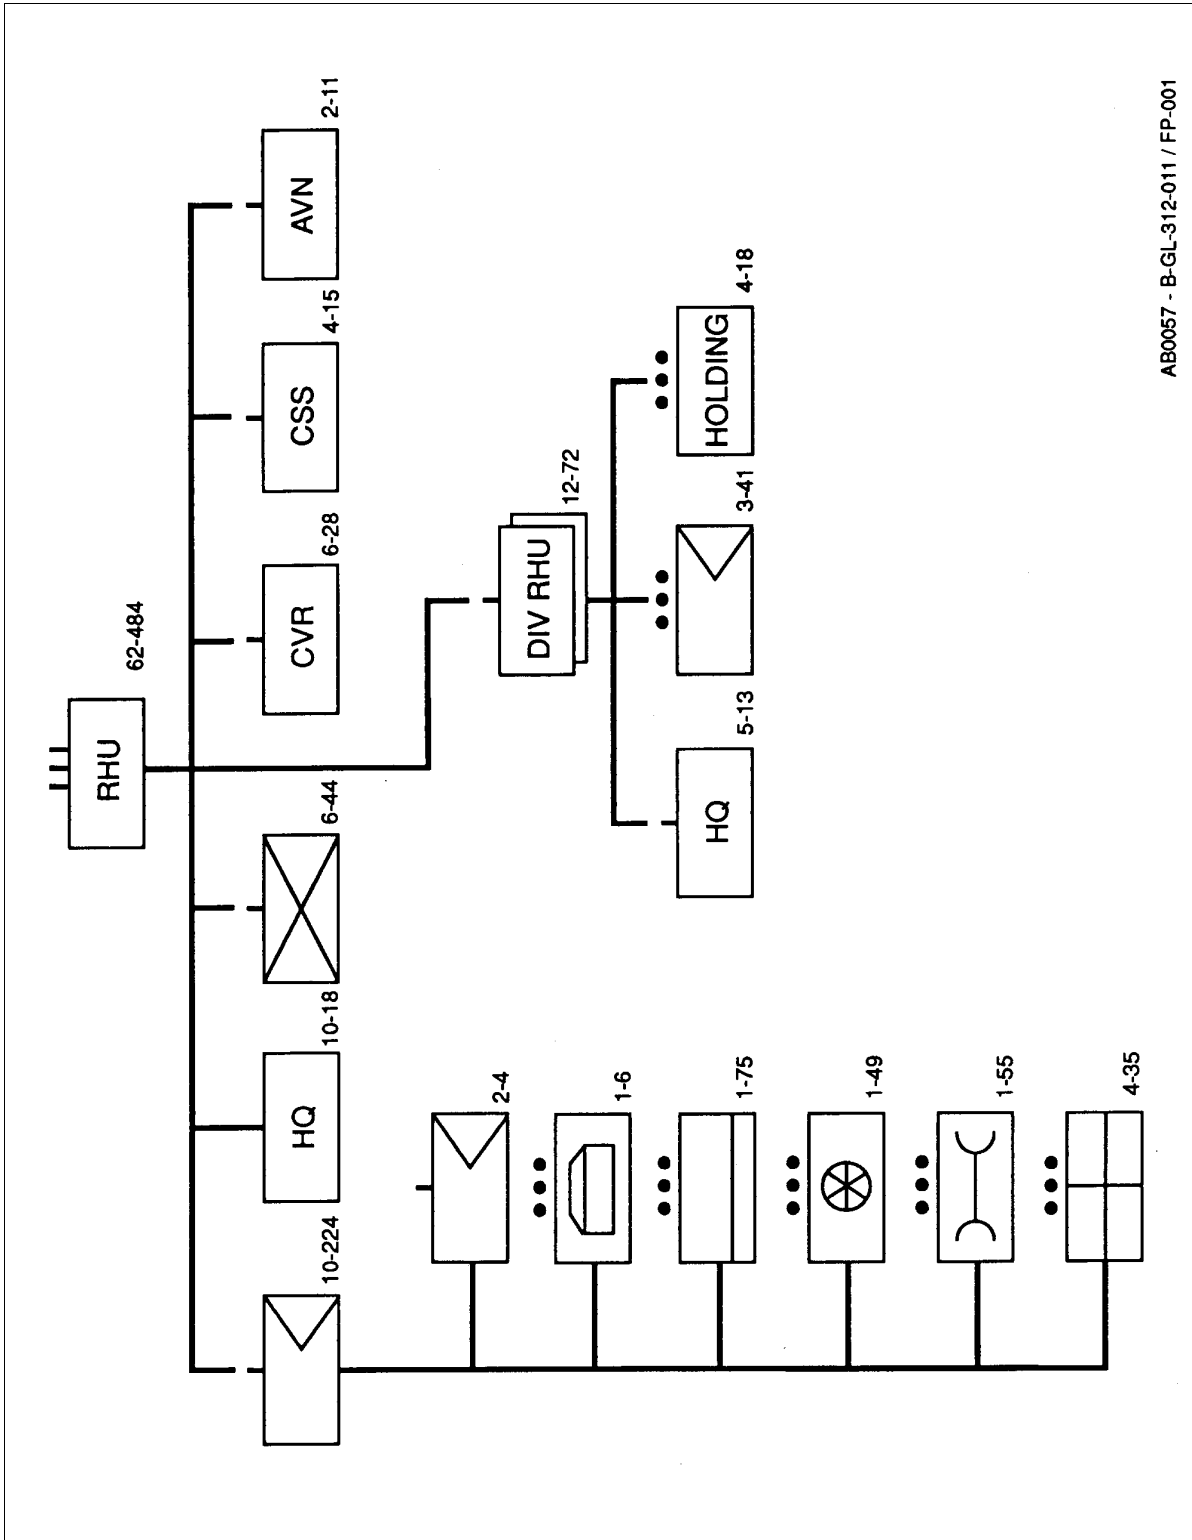 RHU
62-484
10-224
HQ
10-18
6-44
CVR
6-28
CSS
4-15
AVN
2-11
DIV RHU
12-72
HQ
5-13
3-41
HOLDING
4-18
2-4
1-6
1-75
1-49
1-55
4-35
AB0057 - B-GL-312-011 / FP-001